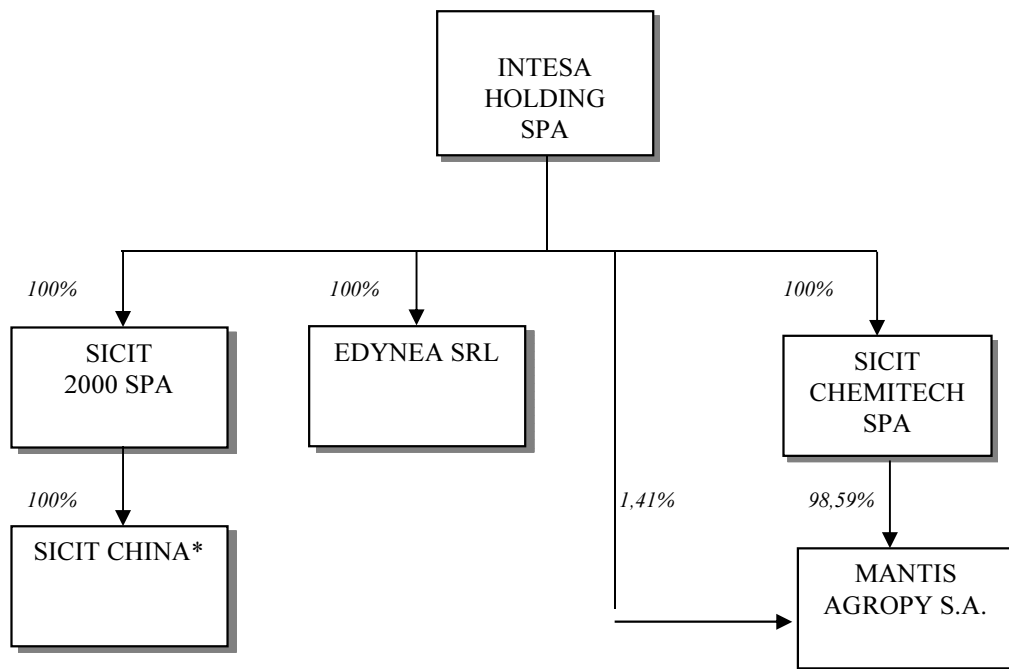 INTESA
HOLDING
SPA
100%
100%
100%
SICIT
2000 SPA
EDYNEA SRL
SICIT
CHEMITECH
SPA
100%
1,41%
98,59%
SICIT CHINA*
MANTIS
AGROPY S.A.